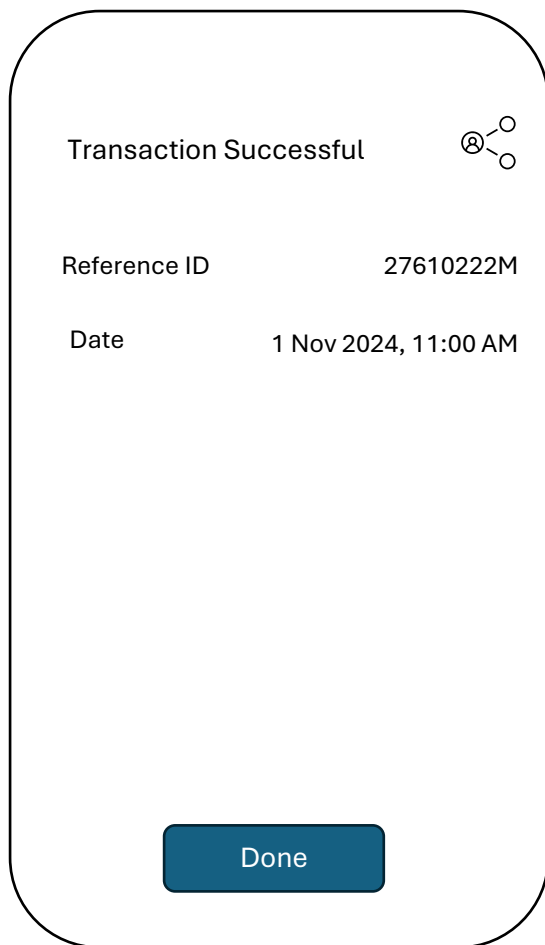 Transaction Successful
Reference ID 27610222M
Date 1 Nov 2024, 11:00 AM
Done